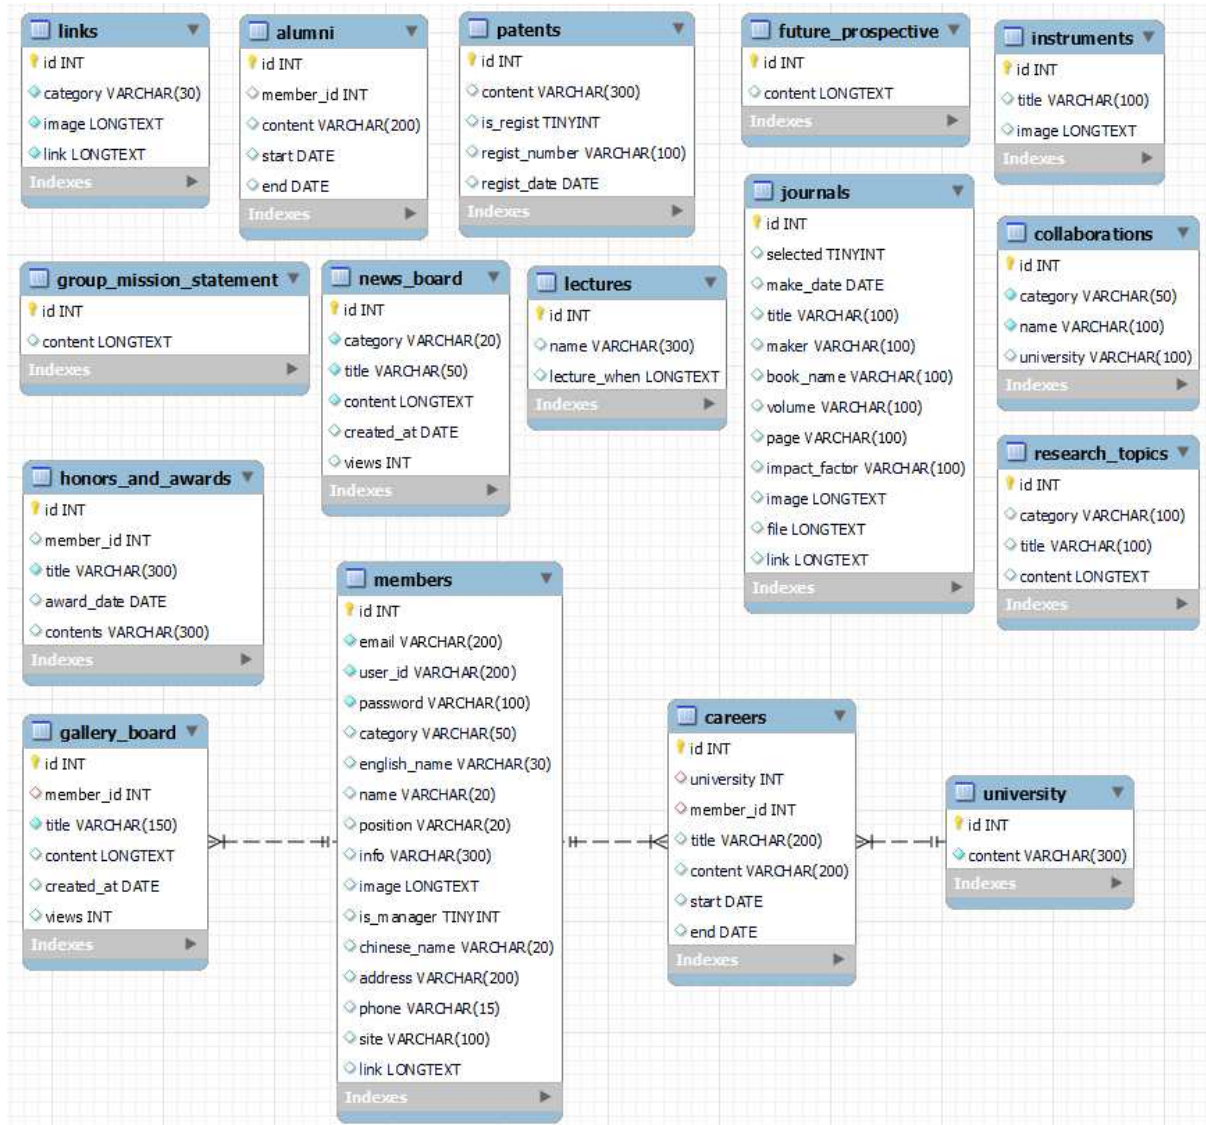 links
id INT
category VARCHAR(30)
image LONGTEXT
link LONGTEXT
Indexes
alumni
id INT
member_id INT
content VARCHAR(200)
start DATE
end DATE
Indexes
patents
id INT
content VARCHAR(300)
is_regist TINYINT
regist_number VARCHAR(100)
regist_date DATE
Indexes
future_prospective
id INT
content LONGTEXT
Indexes
instruments
id INT
title VARCHAR(100)
image LONGTEXT
Indexes
journals
id INT
selected TINYINT
make_date DATE
title VARCHAR(100)
maker VARCHAR(100)
book_name VARCHAR(100)
volume VARCHAR(100)
page VARCHAR(100)
impact_factor VARCHAR(100)
image LONGTEXT
file LONGTEXT
link LONGTEXT
Indexes
collaborations
id INT
category VARCHAR(50)
name VARCHAR(100)
university VARCHAR(100)
Indexes
group_mission_statement
id INT
content LONGTEXT
Indexes
news_board
id INT
category VARCHAR(20)
title VARCHAR(50)
content LONGTEXT
created_at DATE
views INT
Indexes
lectures
id INT
name VARCHAR(300)
lecture_when LONGTEXT
Indexes
research_topics
id INT
category VARCHAR(100)
title VARCHAR(100)
content LONGTEXT
Indexes
honors_and_awards
id INT
member_id INT
title VARCHAR(300)
award_date DATE
contents VARCHAR(300)
Indexes
members
id INT
email VARCHAR(200)
user_id VARCHAR(200)
password VARCHAR(100)
category VARCHAR(50)
english_name VARCHAR(30)
name VARCHAR(20)
position VARCHAR(20)
info VARCHAR(300)
image LONGTEXT
is_manager TINYINT
chinese_name VARCHAR(20)
address VARCHAR(200)
phone VARCHAR(15)
site VARCHAR(100)
link LONGTEXT
Indexes
gallery_board
id INT
member_id INT
title VARCHAR(150)
content LONGTEXT
created_at DATE
views INT
Indexes
careers
id INT
university INT
member_id INT
title VARCHAR(200)
content VARCHAR(200)
start DATE
end DATE
Indexes
university
id INT
content VARCHAR(300)
Indexes